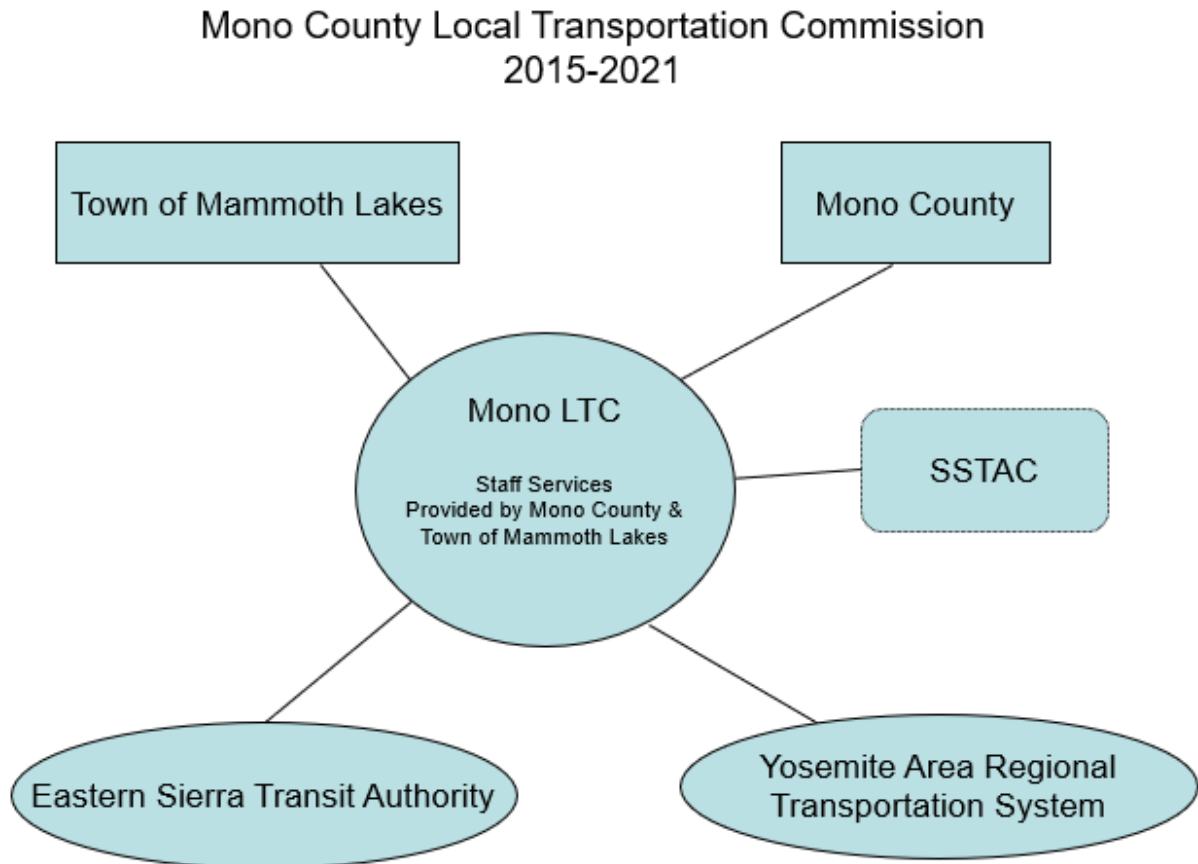 Mono County Local Transportation Commission
2015-2021
Town of Mammoth Lakes
Mono County
Mono LTC
Staff Services
Provided by Mono County &
Town of Mammoth Lakes
SSTAC
Eastern Sierra Transit Authority
Yosemite Area Regional
Transportation System